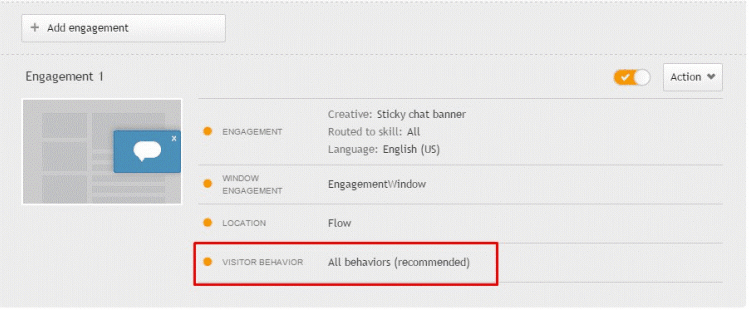 + Add engagement
Engagement 1
Action
x
ENGAGEMENT
Creative: Sticky chat banner
Routed to skill: All
Language: English (US)
WINDOW
ENGAGEMENT
EngagementWindow
LOCATION
Flow
VISITOR BEHAVIOR
All behaviors (recommended)